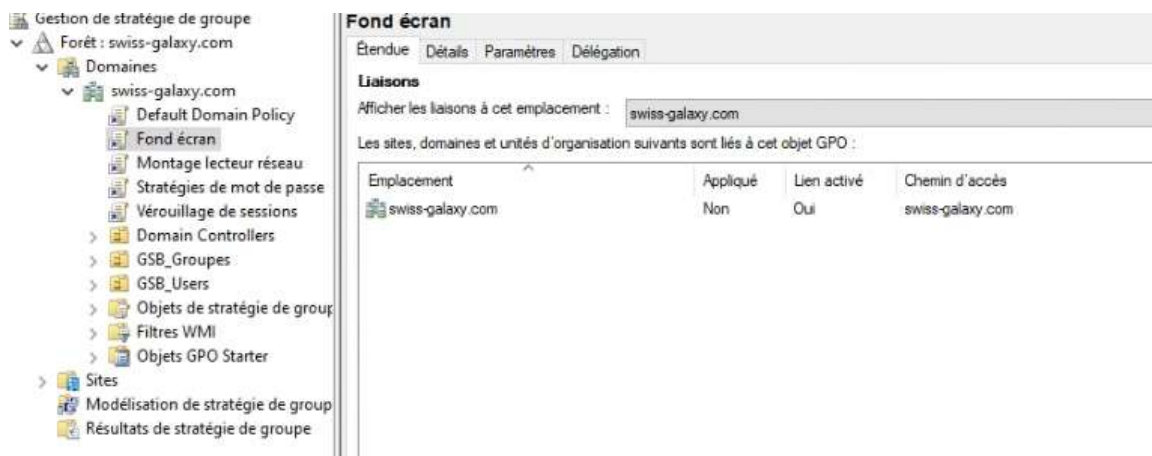 Gestion de stratégie de groupe
Forêt : swiss-galaxy.com
Domaines
swiss-galaxy.com
Default Domain Policy
Fond écran
Montage lecteur réseau
Stratégies de mot de passe
Vérouillage de sessions
Domain Controllers
GSB_Groupes
GSB_Users
Objets de stratégie de group
Filtres WMI
Objets GPO Starter
Sites
Modélisation de stratégie de group
Résultats de stratégie de groupe
Fond écran
Étendue Détails Paramètres Délégation
Liaisons
Afficher les liaisons à cet emplacement : swiss-galaxy.com
Les sites, domaines et unités d'organisation suivants sont liés à cet objet GPO :
Emplacement Appliqué Lien activé Chemin d'accès
swiss-galaxy.com Non Oui swiss-galaxy.com